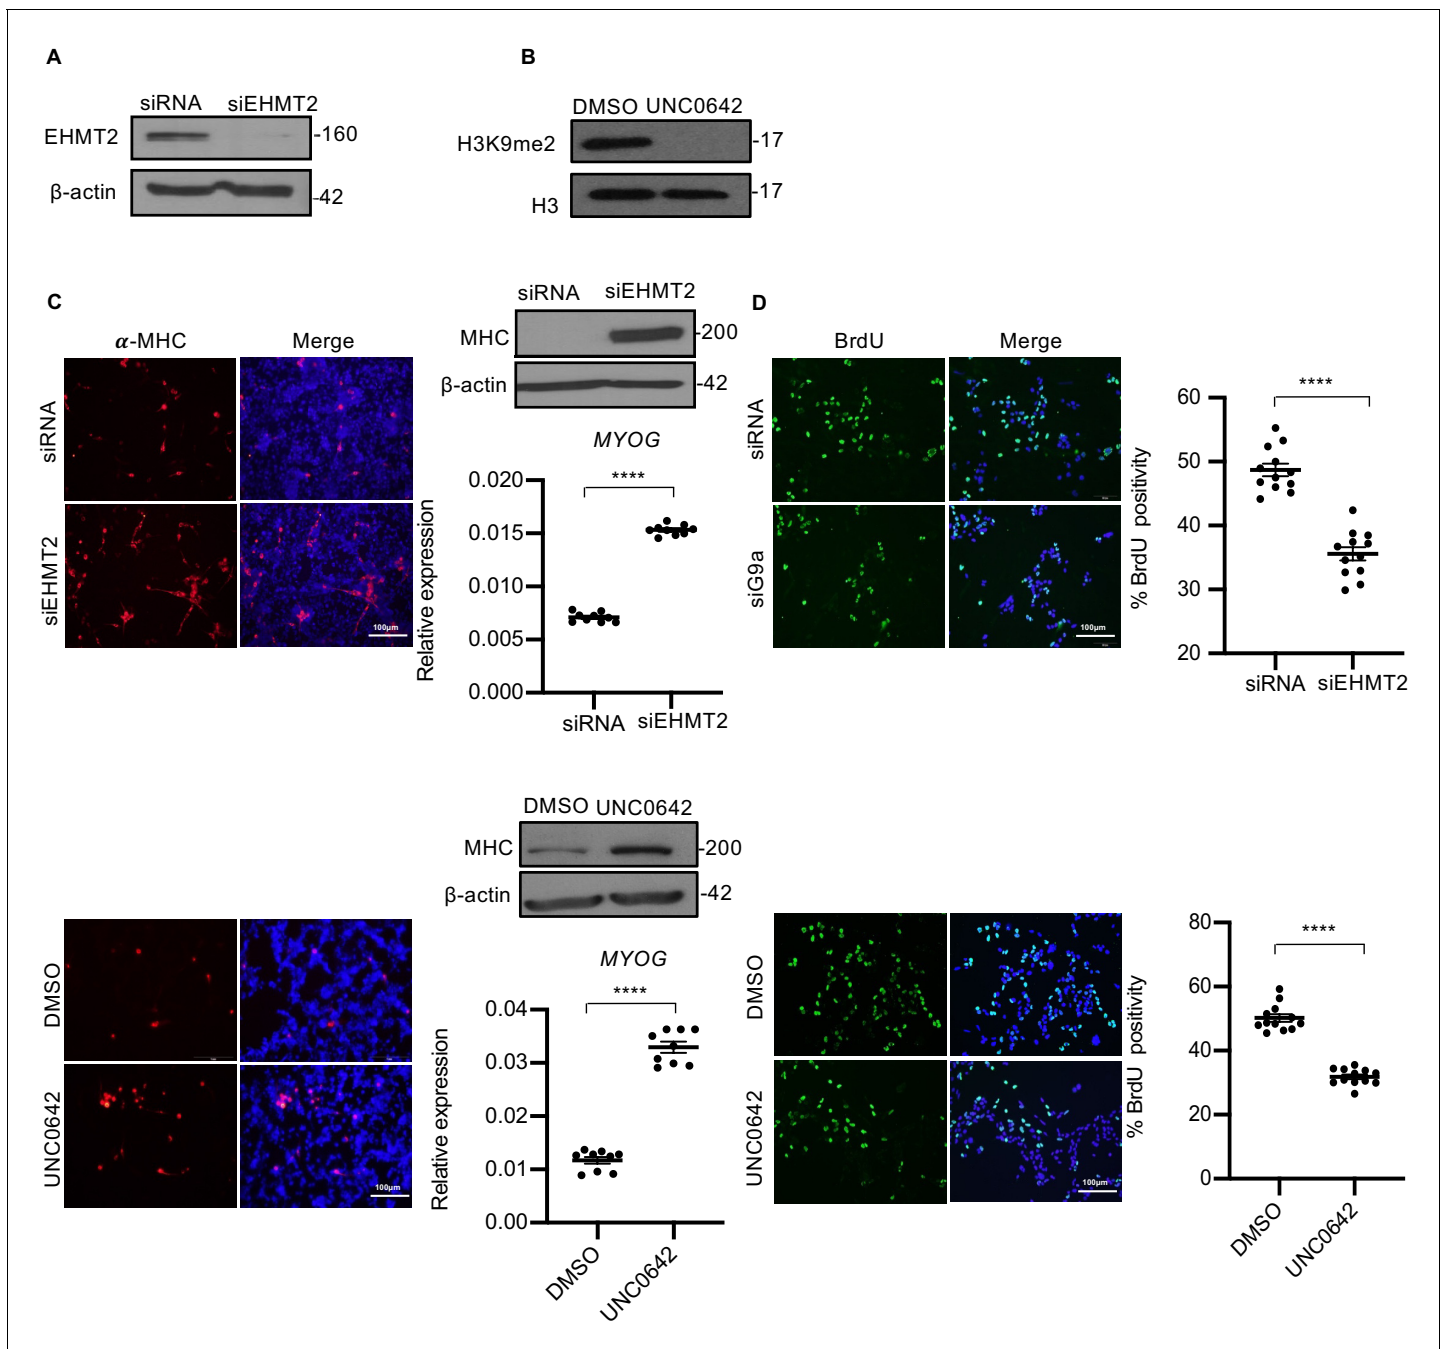 A
siRNA siEHMT2
EHMT2
-160
β-actin
-42
B
DMSO UNC0642
H3K9me2
-17
H3
-17
C
α-MHC Merge
siRNA
siEHMT2
100µm
siRNA siEHMT2
MHC
-200
β-actin
-42
MYOG
****
Relative expression
0.020
0.015
0.010
0.005
0.000
siRNA siEHMT2
D
BrdU Merge
siRNA
siG9a
100µm
****
% BrdU positivity
60
50
40
30
20
siRNA siEHMT2
DMSO
UNC0642
100µm
DMSO UNC0642
MHC
-200
β-actin
-42
MYOG
****
Relative expression
0.04
0.03
0.02
0.01
0.00
DMSO
UNC0642
DMSO
UNC0642
100µm
****
% BrdU positivity
80
60
40
20
0
DMSO
UNC0642